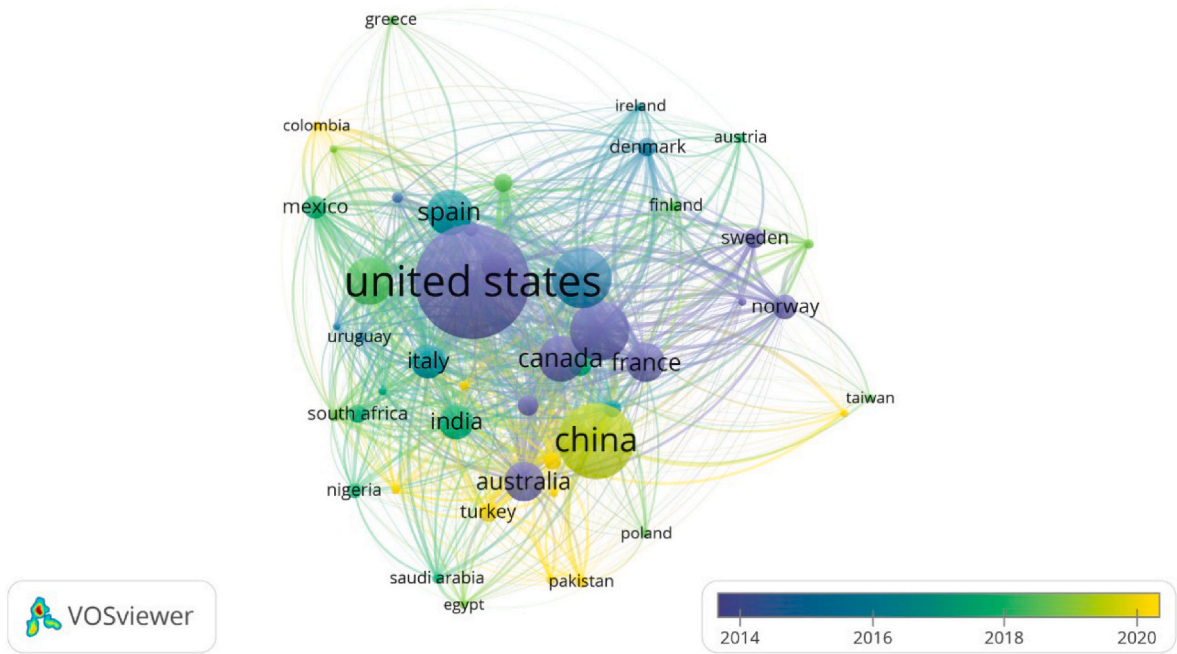 greece
colombia
ireland
denmark
austria
mexico
spain
finland
sweden
united states
norway
uruguay
italy
canada
france
south africa
india
taiwan
china
nigeria
australia
turkey
poland
saudi arabia
pakistan
egypt
VOSviewer
2014
2016
2018
2020